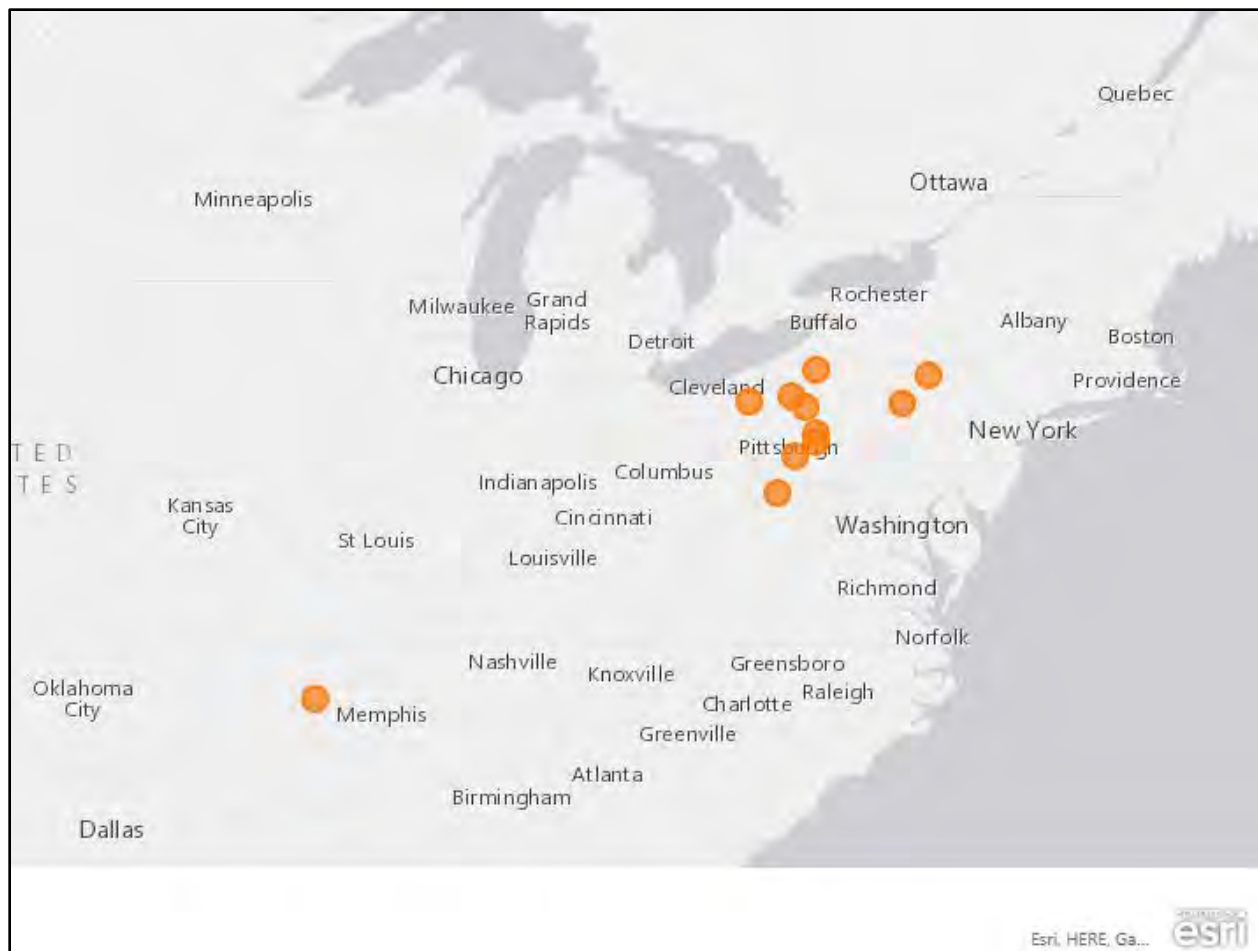 Quebec
Ottawa
Minneapolis
Rochester
Milwaukee
Grand
Rapids
Buffalo
Albany
Detroit
Boston
Chicago
Cleveland
Providence
New York
TED
TES
Pittsburgh
Columbus
Indianapolis
Kansas
City
Cincinnati
Washington
St Louis
Louisville
Richmond
Norfolk
Nashville
Knoxville
Greensboro
Oklahoma
City
Raleigh
Charlotte
Memphis
Greenville
Atlanta
Birmingham
Dallas
Esri, HERE, Ga...
esri